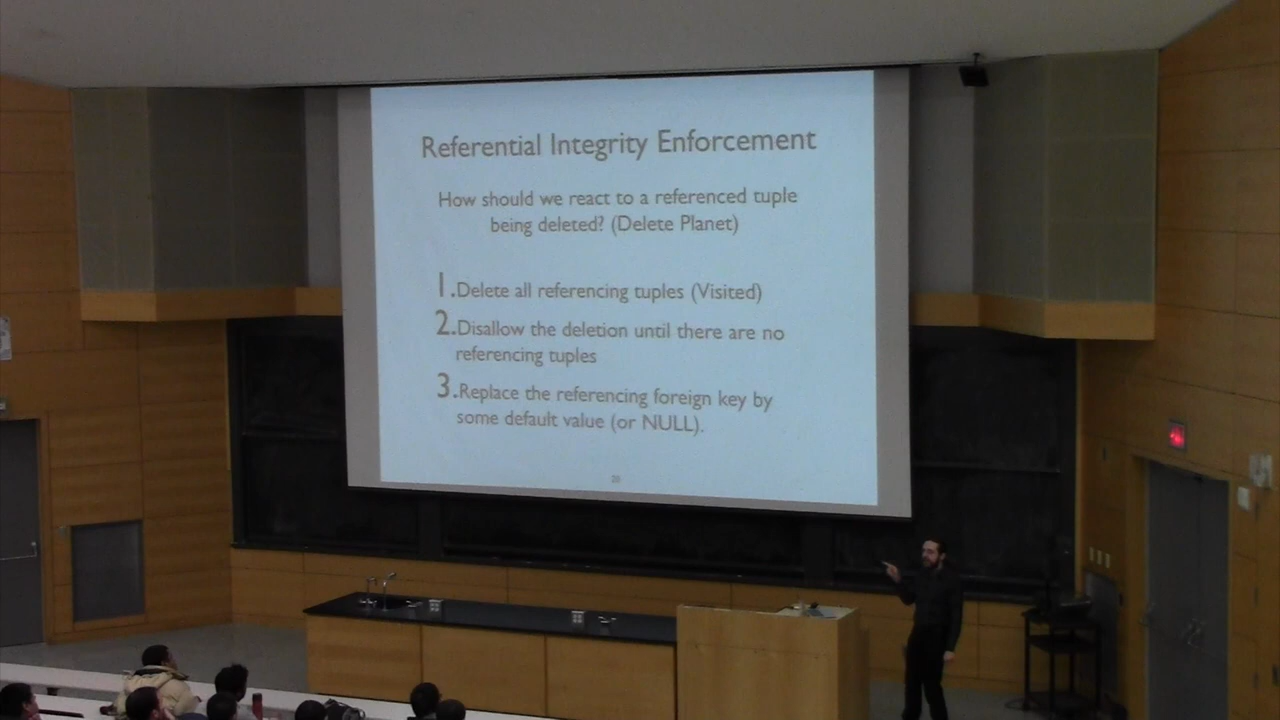 Referential Integrity Enforcement
How should we react to a referenced tuple
being deleted? (Delete Planet)
1.Delete all referencing tuples (Visited)
2.Disallow the deletion until there are no
referencing tuples
3.Replace the referencing foreign key by
some default value (or NULL).